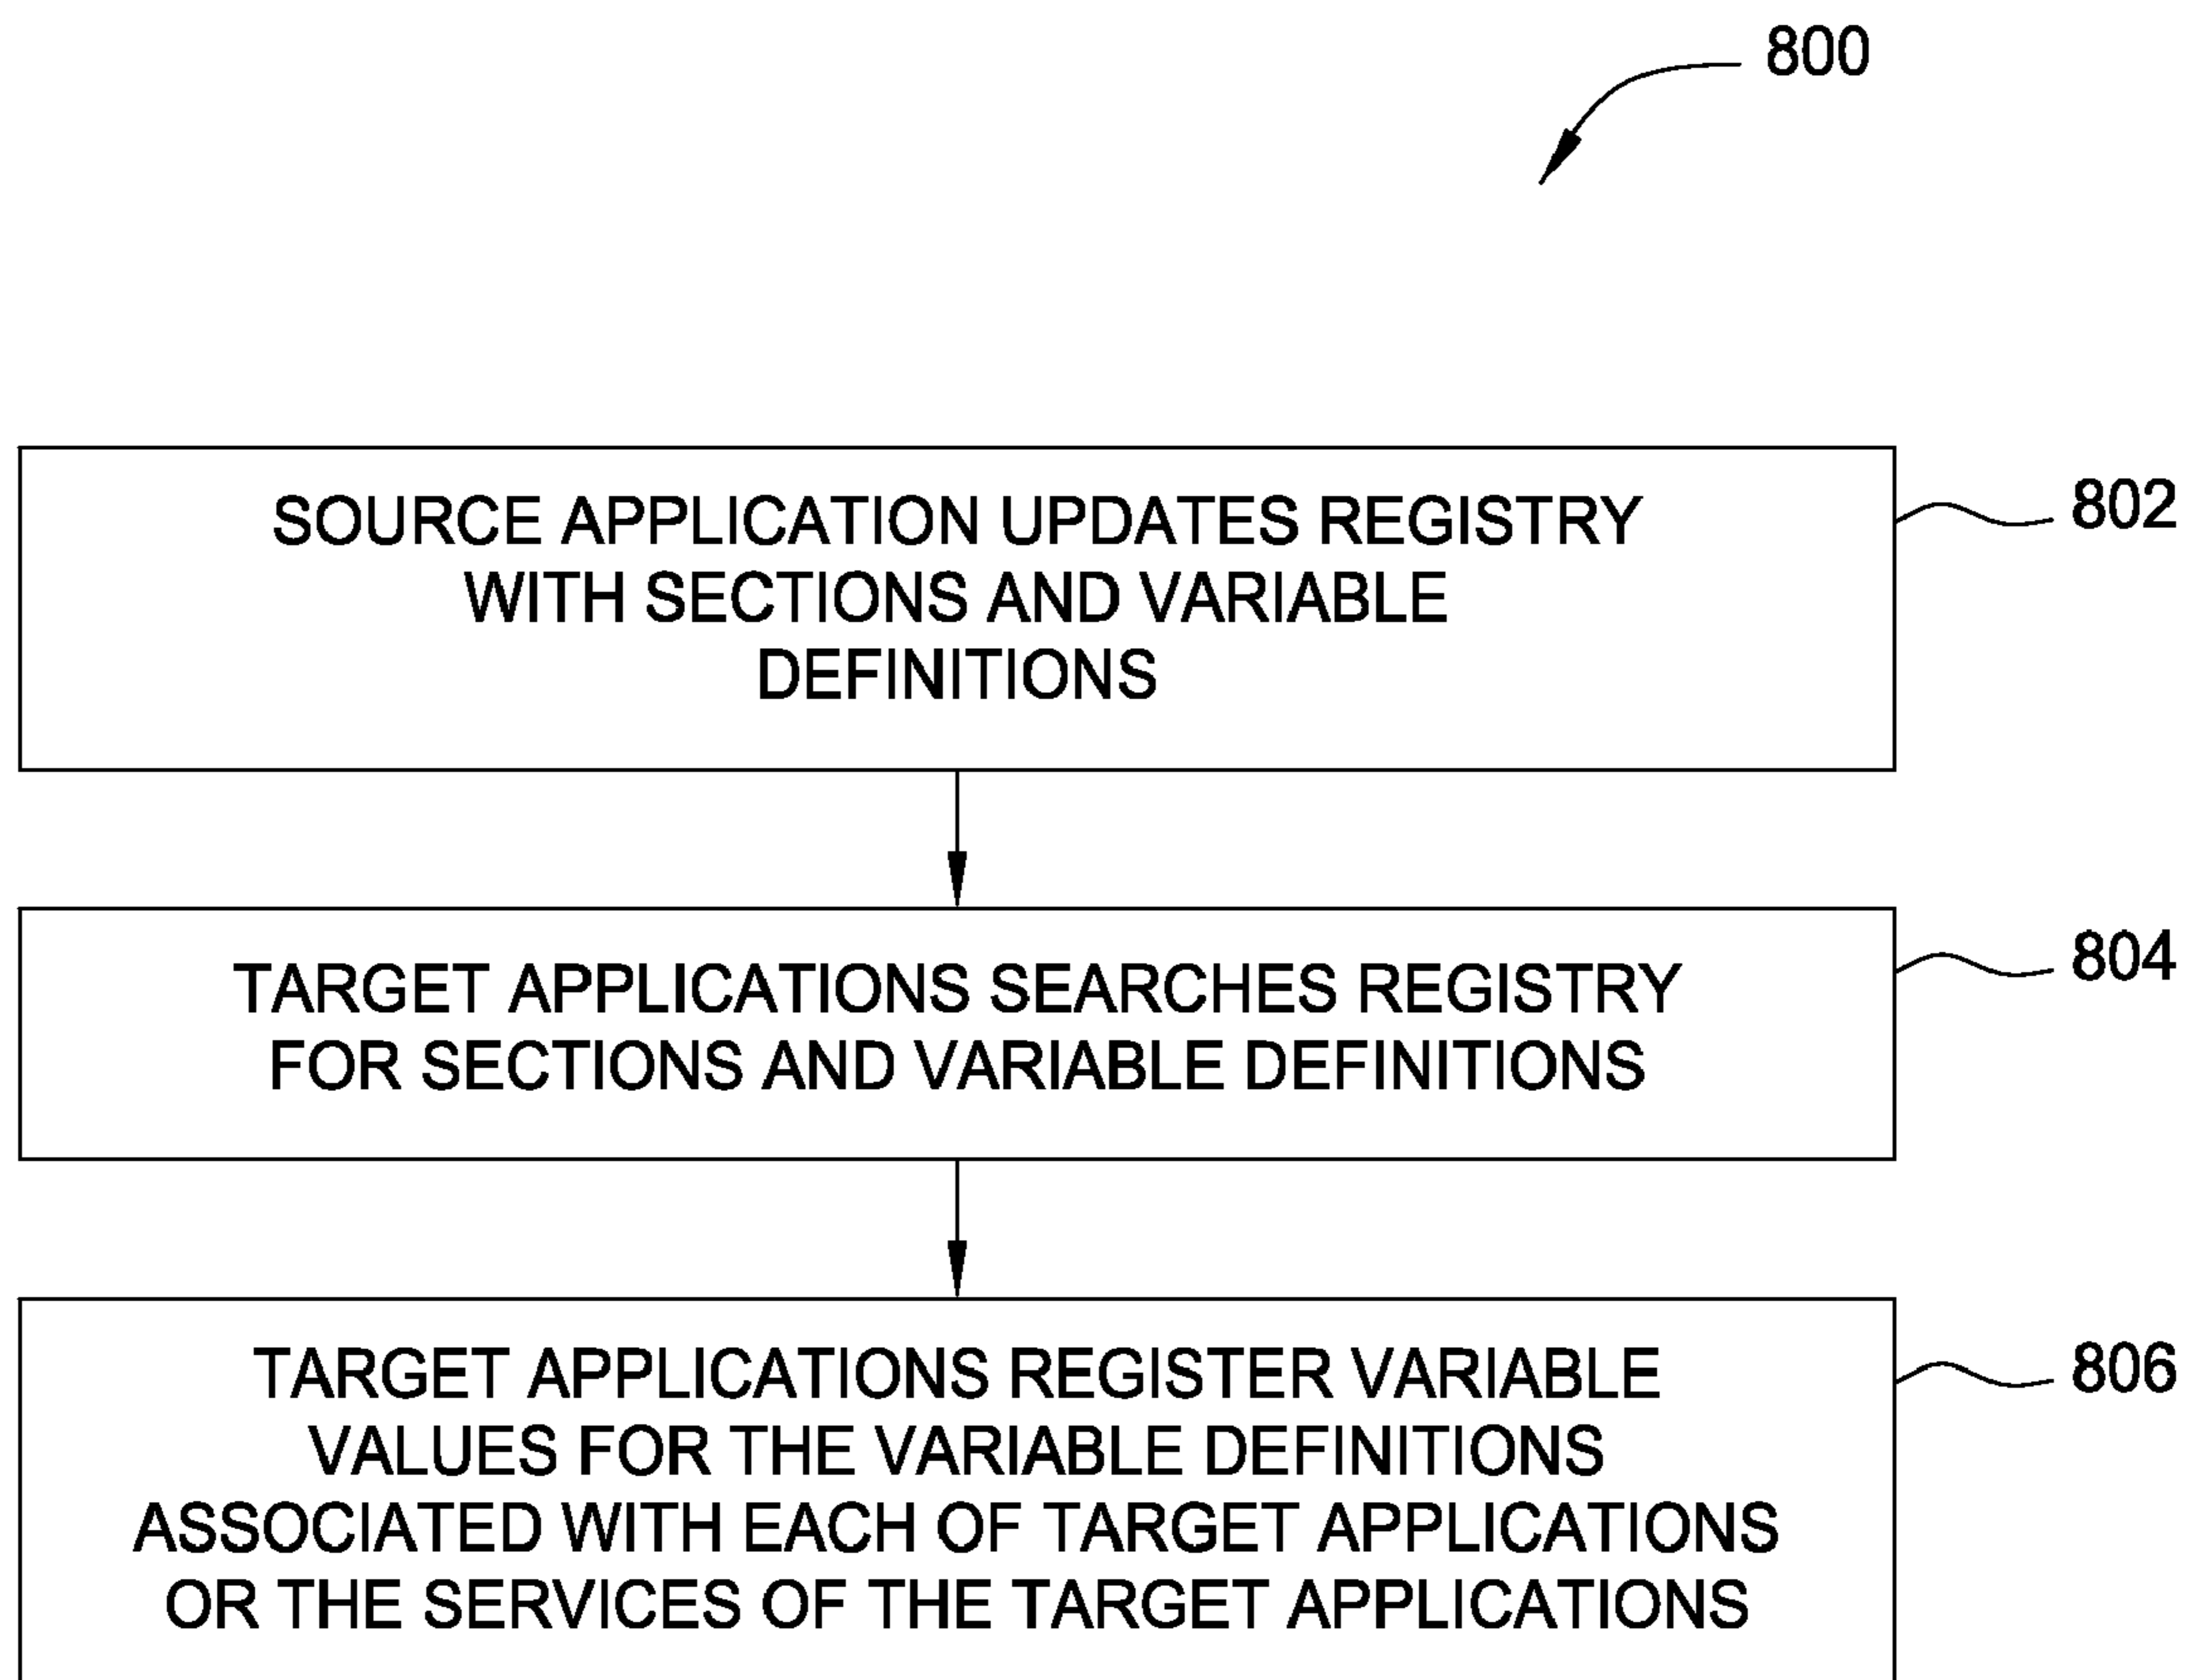 800
SOURCE APPLICATION UPDATES REGISTRY
WITH SECTIONS AND VARIABLE
DEFINITIONS
802
TARGET APPLICATIONS SEARCHES REGISTRY
FOR SECTIONS AND VARIABLE DEFINITIONS
804
TARGET APPLICATIONS REGISTER VARIABLE
VALUES FOR THE VARIABLE DEFINITIONS
ASSOCIATED WITH EACH OF TARGET APPLICATIONS
OR THE SERVICES OF THE TARGET APPLICATIONS
806